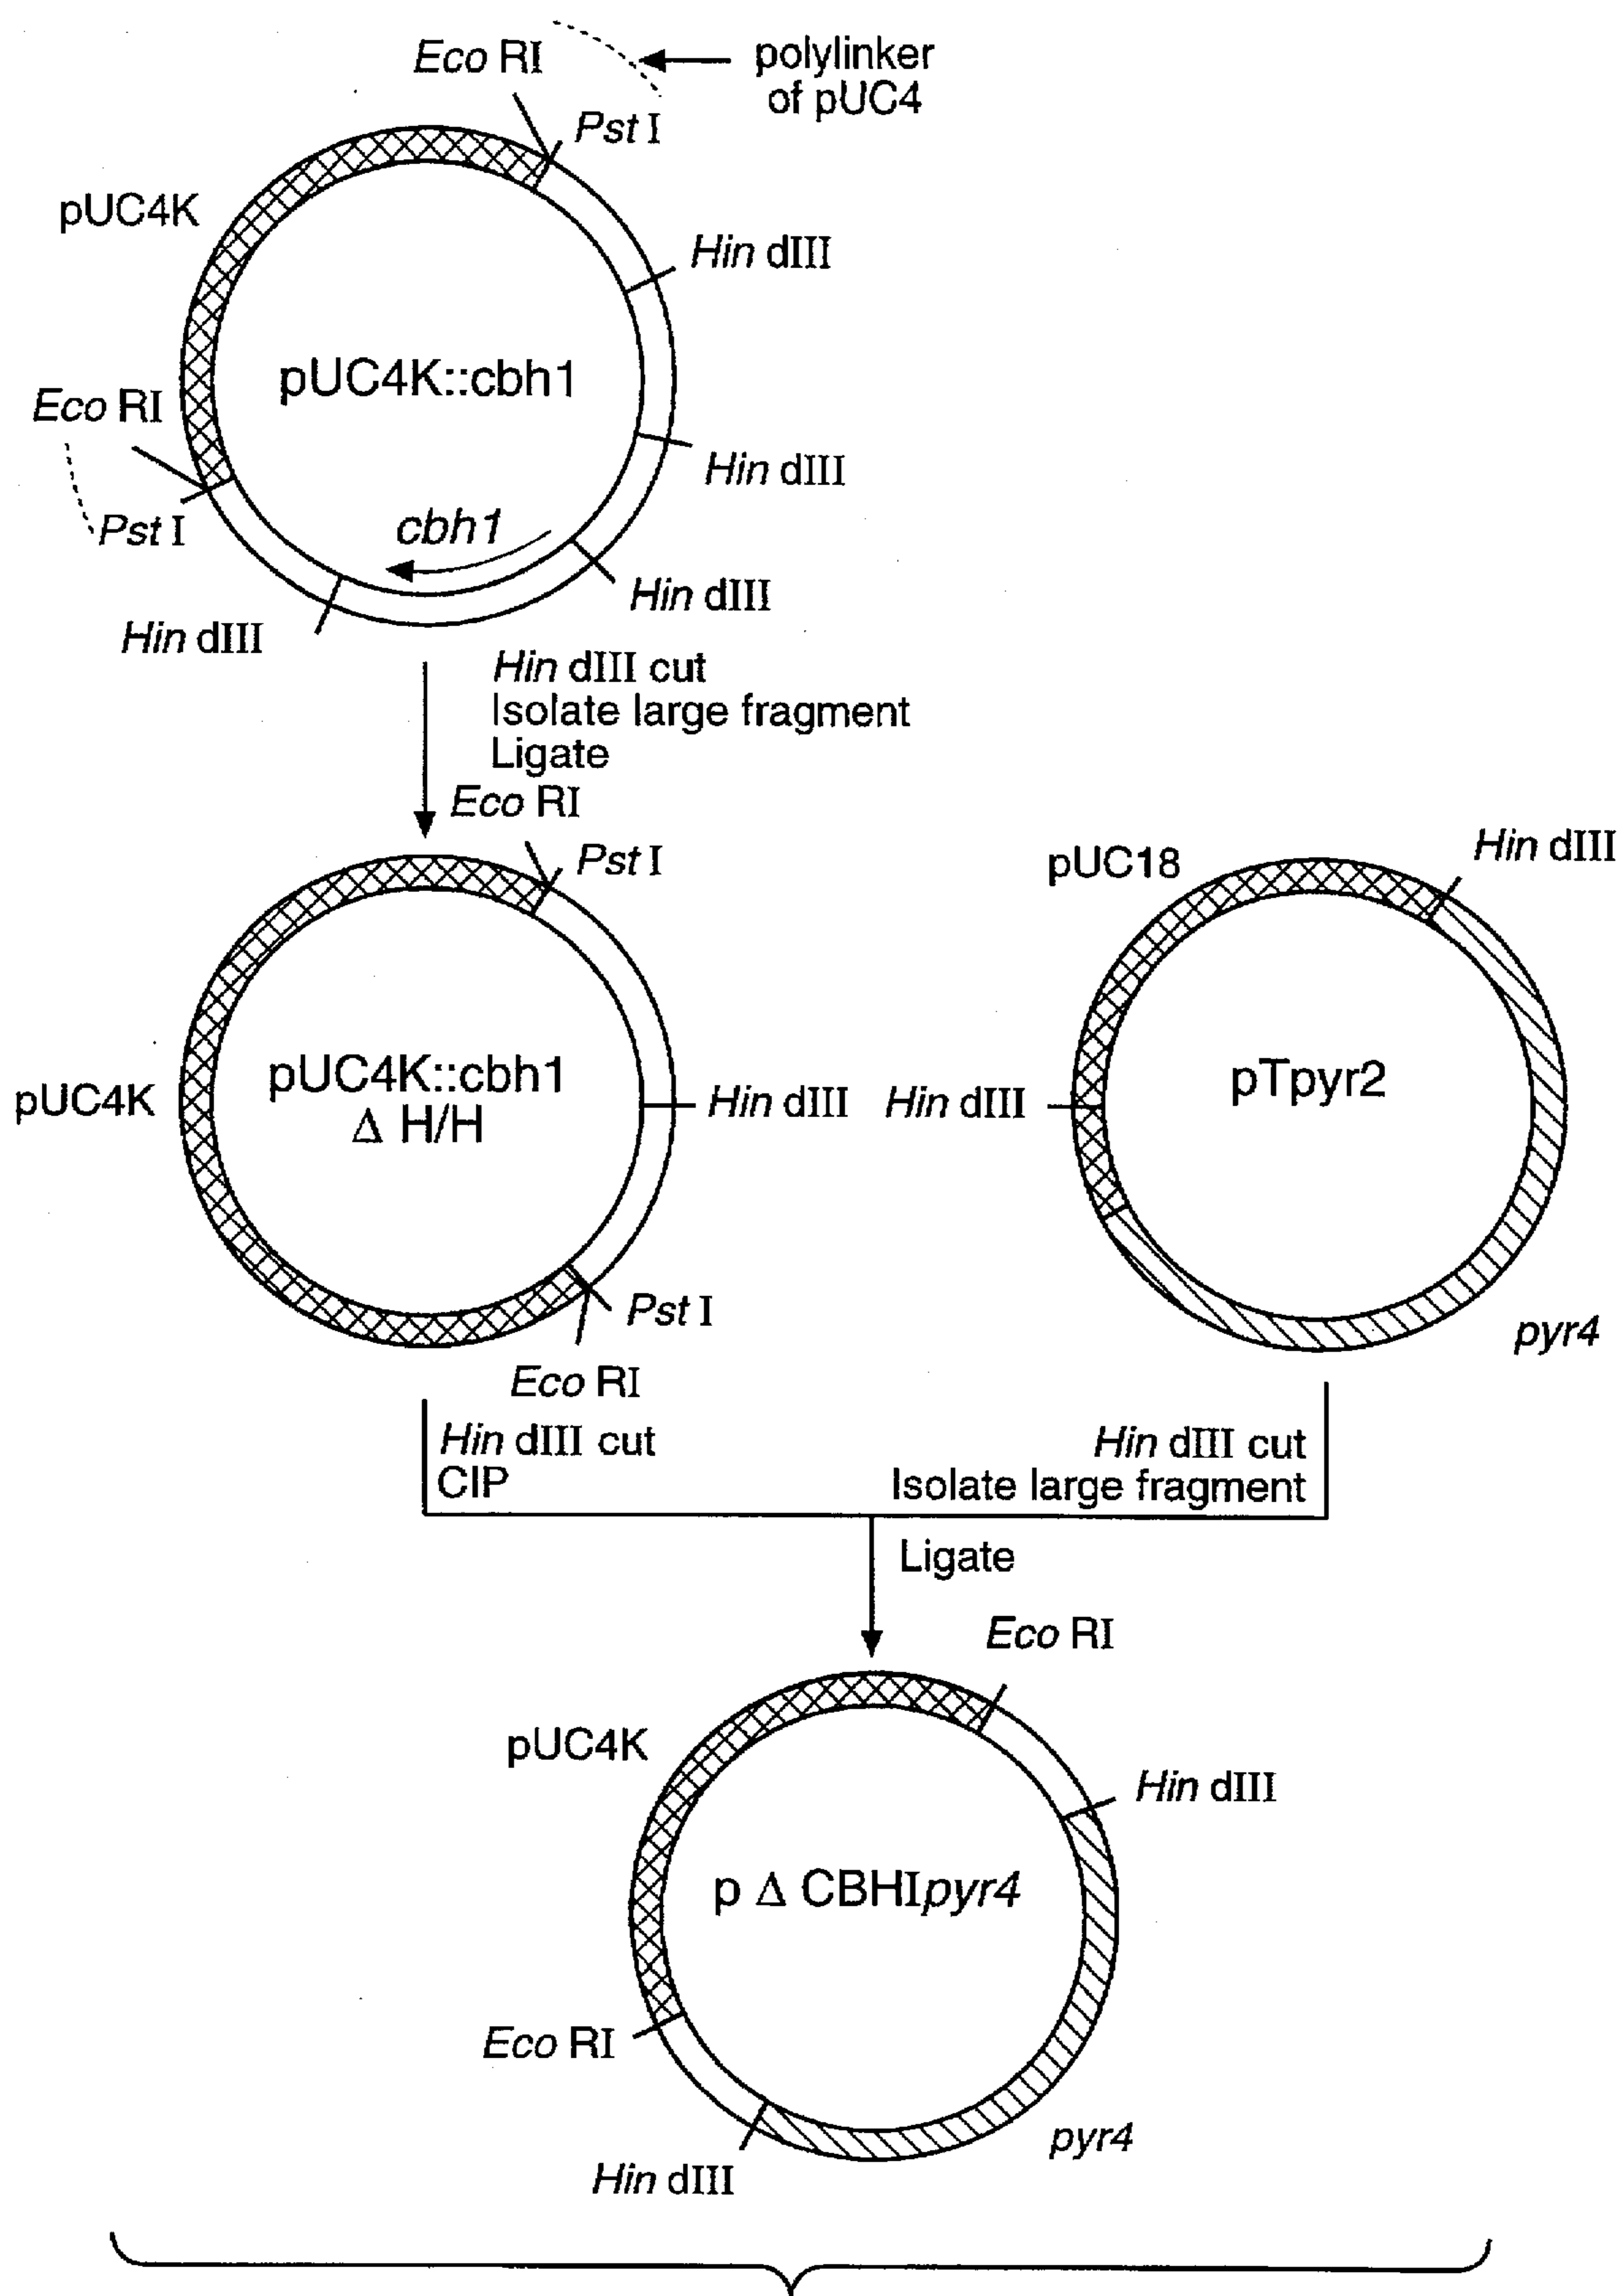 Eco RI
polylinker
of pUC4
Pst I
pUC4K
Hin dIII
pUC4K::cbh1
Eco RI
Hin dIII
Pst I
cbh1
Hin dIII
Hin dIII
Hin dIII cut
Isolate large fragment
Ligate
Eco RI
Pst I
pUC18
Hin dIII
pUC4K
pUC4K::cbh1
Δ H/H
Hin dIII
Hin dIII
pTpyr2
Pst I
pyr4
Eco RI
Hin dIII cut
CIP
Hin dIII cut
Isolate large fragment
Ligate
Eco RI
pUC4K
Hin dIII
p Δ CBHIpyr4
Eco RI
pyr4
Hin dIII